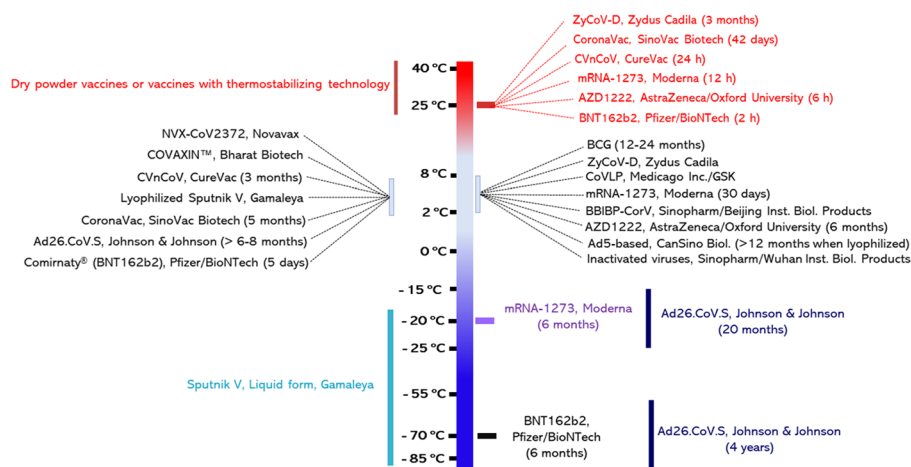 ZyCoV-D, Zydus Cadila (3 months)
CoronaVac, SinoVac Biotech (42 days)
CVnCoV, CureVac (24 h)
mRNA-1273, Moderna (12 h)
AZD1222, AstraZeneca/Oxford University (6 h)
BNT162b2, Pfizer/BioNTech (2 h)
Dry powder vaccines or vaccines with thermostabilizing technology
40 °C
25 °C
8 °C
2 °C
0 °C
- 15 °C
-20 °C
-25 °C
-55 °C
-70 °C
-85 °C
NVX-CoV2372, Novavax
COVAXIN™, Bharat Biotech
CVnCoV, CureVac (3 months)
Lyophilized Sputnik V, Gamaleya
CoronaVac, SinoVac Biotech (5 months)
Ad26.CoV.S, Johnson & Johnson (> 6-8 months)
Comirnaty® (BNT162b2), Pfizer/BioNTech (5 days)
BCG (12-24 months)
ZyCoV-D, Zydus Cadila
CoVLP, Medicago Inc./GSK
mRNA-1273, Moderna (30 days)
BBIBP-CorV, Sinopharm/Beijing Inst. Biol. Products
AZD1222, AstraZeneca/Oxford University (6 months)
Ad5-based, CanSino Biol. (>12 months when lyophilized)
Inactivated viruses, Sinopharm/Wuhan Inst. Biol. Products
mRNA-1273, Moderna
(6 months)
Ad26.CoV.S, Johnson & Johnson
(20 months)
Sputnik V, Liquid form, Gamaleya
BNT162b2,
Pfizer/BioNTech
(6 months)
Ad26.CoV.S, Johnson & Johnson
(4 years)